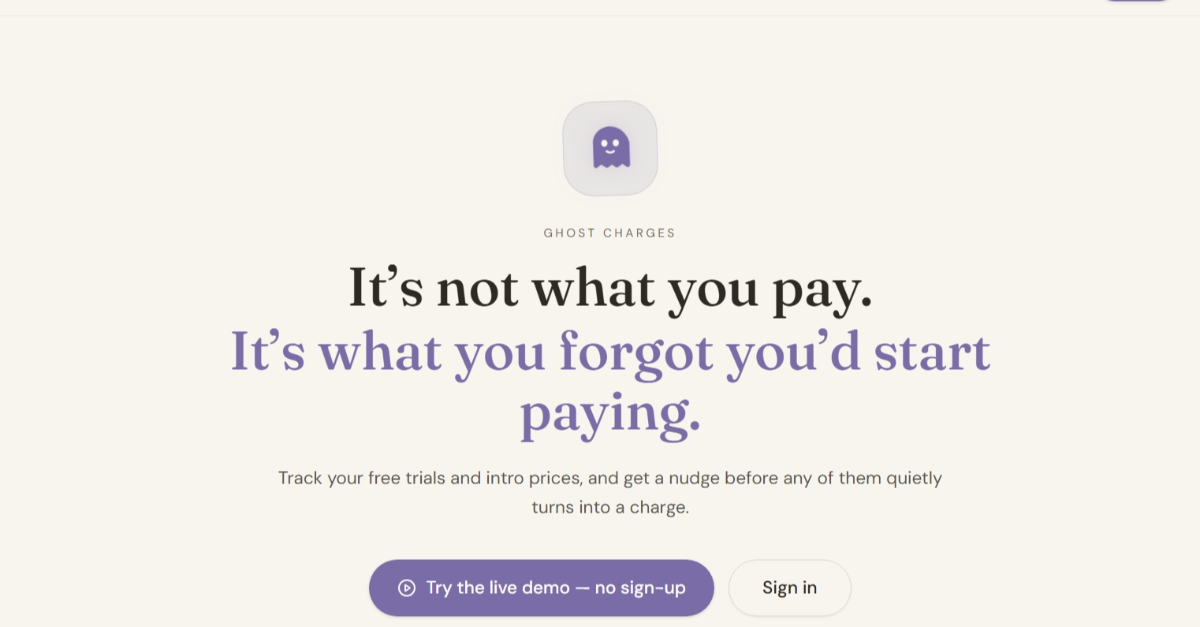 GHOST CHARGES
It’s not what you pay.
It’s what you forgot you’d start
paying.
Track your free trials and intro prices, and get a nudge before any of them quietly
turns into a charge.
Try the live demo — no sign-up
Sign in